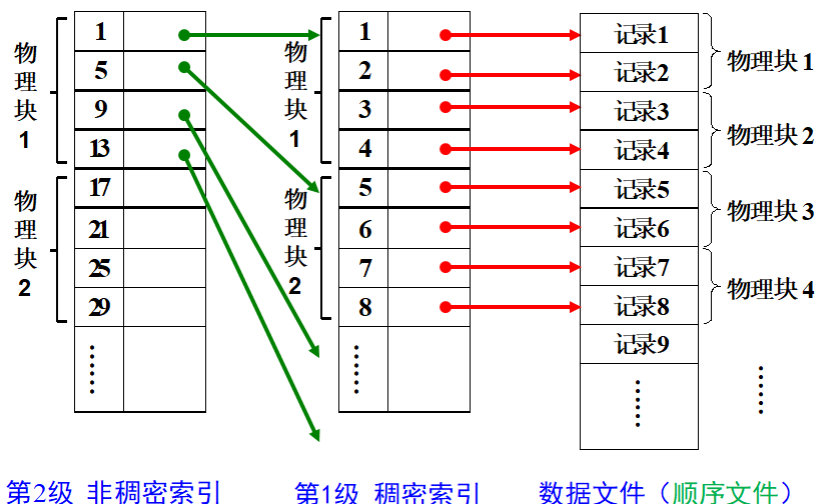 物理块1
1
5
9
13
物理块2
17
21
25
29
……
物理块1
1
2
3
4
物理块2
5
6
7
8
……
记录1
记录2
记录3
记录4
记录5
记录6
记录7
记录8
记录9
……
物理块1
物理块2
物理块3
物理块4
……
第2级 非稠密索引
第1级 稠密索引
数据文件（顺序文件）